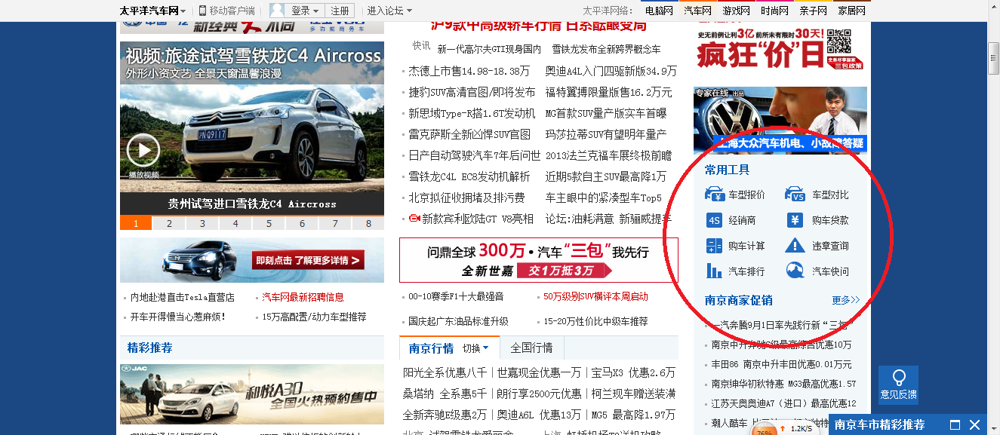 太平洋汽车网 移动客户端 登录 注册 进入论坛 太平洋网络： 电脑网 汽车网 游戏网 时尚网 亲子网 家居网
多功能商务车
视频:旅途试驾雪铁龙C4 Aircross
外形小资文艺 全景天窗温馨浪漫
沪Q9117
播放视频
贵州试驾进口雪铁龙C4 Aircross
1 2 3 4 5 6 7 8
即刻点击 了解更多详情 >
内地赴港直击Tesla直营店 汽车网最新招聘信息
开车开得慢当心惹麻烦! 15万高配置/动力车型推荐
精彩推荐
JAC
和悦A30
全国火热预约售中
沪9款中高级轿车行情 日系酝酿变局
快讯 新一代高尔夫GTI现身国内 雪铁龙发布全新跨界概念车
杰德上市售14.98-18.38万 奥迪A4L入门四驱新版34.9万
捷豹SUV高清官图/即将发布 福特翼搏限量版售16.2万元
新思域Type-R搭1.6T发动机 MG首款SUV量产版实车首曝
雷克萨斯全新凶悍SUV官图 玛莎拉蒂SUV有望明年量产
日产自动驾驶汽车7年后问世 2013法兰克福车展终极前瞻
雪铁龙C4L EC8发动机解析 近期5款自主SUV最高降1万
北京拟征收拥堵及排污费 车主眼中的紧凑型车Top5
新款宾利欧陆GT V8亮相 论坛:油耗满意 新骊威提车
问鼎全球300万•汽车“三包”我先行
全新世嘉 交1万抵3万
00-10赛季F1十大最强音 50万级别SUV横评本周启动
国庆起广东油品标准升级 15-20万性价比中级车推荐
南京行情 切换 全国行情
阳光全系优惠八千｜世嘉现金优惠一万｜宝马X3 优惠2.6万
桑塔纳 全系惠5千｜朗行享2500元优惠｜柯兰现车赠送装潢
全新奔驰E级惠2万｜奥迪A6L 优惠13万｜MG5 最高降1.97万
史无前例让利3亿 前所未有限时30天!
疯狂“价”日
全系尽享国家
三包政策
专家在线 出品
上海大众汽车机电、小故障答疑
常用工具
车型报价 VS 车型对比
4S 经销商 ¥ 购车贷款
购车计算 违章查询
汽车排行 汽车快问
南京商家促销 更多>>
一汽奔腾9月1日率先践行新“三包”
南京中升奔驰C级最高综合优惠10万
丰田86 南京中升丰田优惠0.01万元
南京绅华初秋特惠 MG3最高优惠1.57
江苏天奥奥迪A7（进口）最高优惠12
潮人酷车
意见反馈
76% 1.2K/S
南京车市精彩推荐